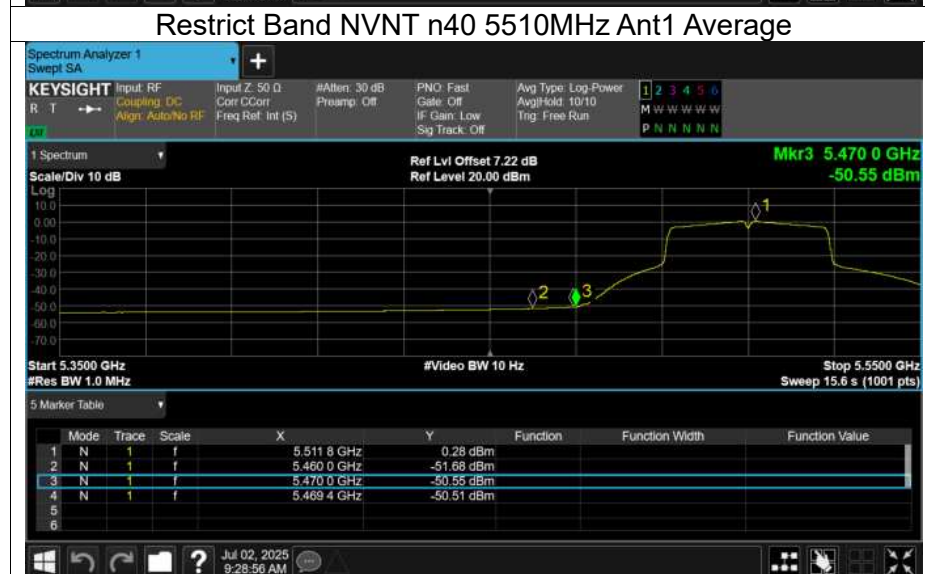 Restrict Band NVNT n40 5510MHz Ant1 Average
Spectrum Analyzer 1
Swept SA
+
KEYSIGHT Input: RF Input Z: 50 Ω #Atten: 30 dB PNO: Fast Avg Type: Log-Power 1 2 3 4 5 6
R T Coupling: DC Corr CCorr Preamp: Off Gate: Off Avg|Hold: 10/10 M W W W W W
Align: Auto/No RF Freq Ref: Int (S) IF Gain: Low Trig: Free Run
LXI Sig Track: Off P N N N N N
1 Spectrum Ref Lvl Offset 7.22 dB Mkr3 5.470 0 GHz
Scale/Div 10 dB Ref Level 20.00 dBm -50.55 dBm
Log
10.0
0.00
-10.0
-20.0
-30.0
-40.0
-50.0
-60.0
-70.0
1
2
3
Start 5.3500 GHz #Video BW 10 Hz Stop 5.5500 GHz
#Res BW 1.0 MHz Sweep 15.6 s (1001 pts)
5 Marker Table
Mode Trace Scale X Y Function Function Width Function Value
1 N 1 f 5.511 8 GHz 0.28 dBm
2 N 1 f 5.460 0 GHz -51.68 dBm
3 N 1 f 5.470 0 GHz -50.55 dBm
4 N 1 f 5.469 4 GHz -50.51 dBm
5
6
? Jul 02, 2025
9:28:56 AM